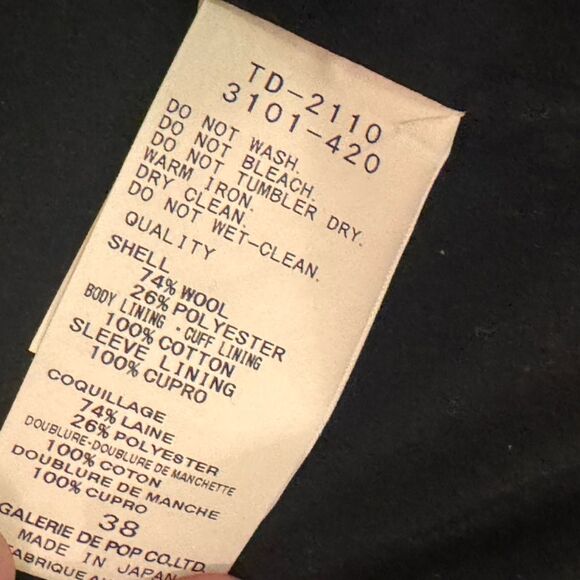 TD-2110
3101-420
DO NOT WASH.
DO NOT BLEACH.
DO NOT TUMBLER DRY.
WARM IRON.
DRY CLEAN.
DO NOT WET-CLEAN.
QUALITY
SHELL
74% WOOL
26% POLYESTER
BODY LINING・CUFF LINING
100% COTTON
SLEEVE LINING
100% CUPRO
COQUILLAGE
74% LAINE
26% POLYESTER
DOUBLURE・DOUBLURE DE MANCHETTE
100% COTON
DOUBLURE DE MANCHE
100% CUPRO
38
GALERIE DE POP CO.LTD.
MADE IN JAPAN